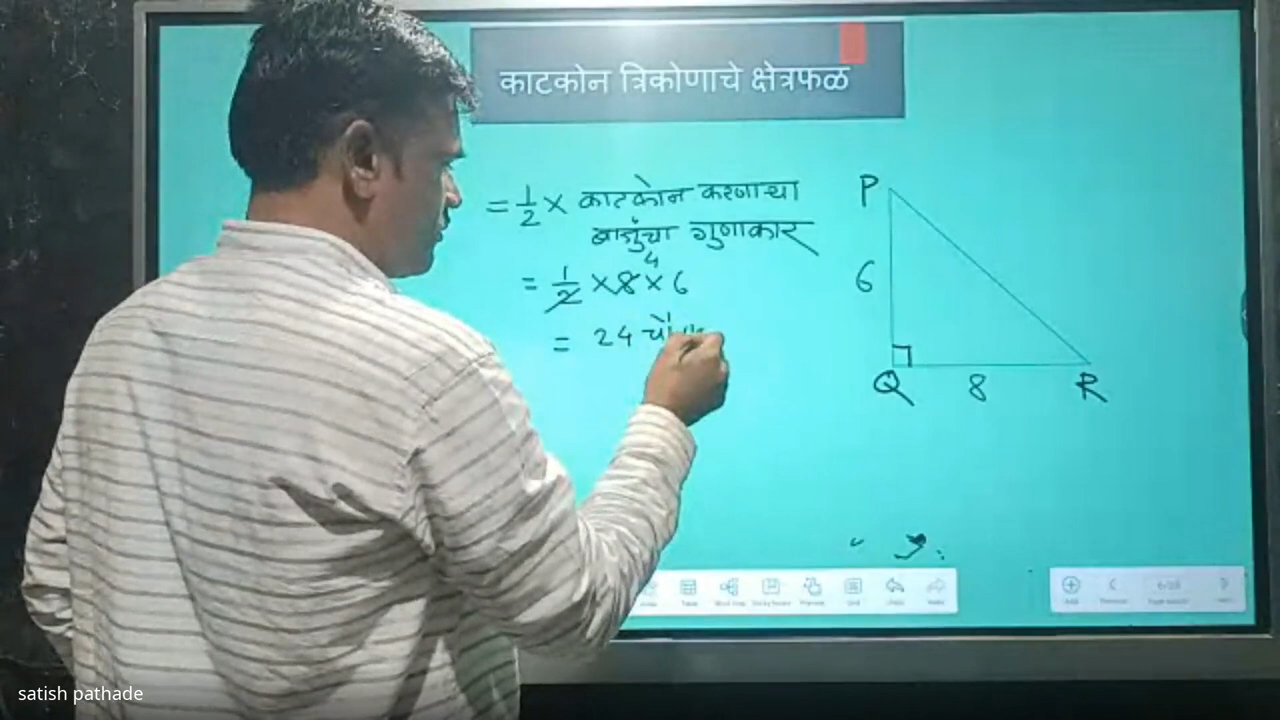 काटकोन त्रिकोणाचे क्षेत्रफळ
= 1/2 × काटकोन करणाऱ्या
बाजुंचा गुणाकार
4
= 1/2 × 8 × 6
= 24 चौ
P
6
Q 8 R
satish pathade